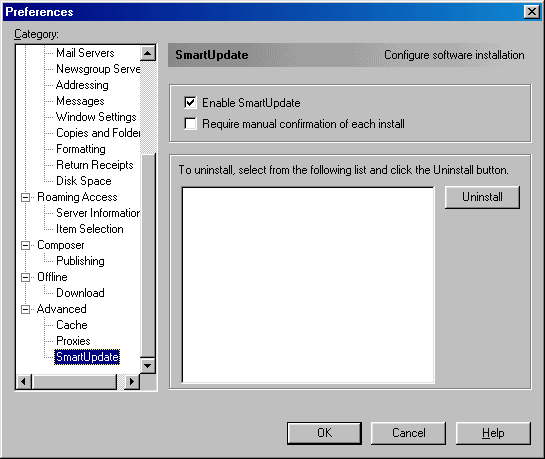 Preferences
Category:
Mail Servers
Newsgroup Serve
Addressing
Messages
Window Settings
Copies and Folder
Formatting
Return Receipts
Disk Space
Roaming Access
Server Information
Item Selection
Composer
Publishing
Offline
Download
Advanced
Cache
Proxies
SmartUpdate
SmartUpdate Configure software installation
Enable SmartUpdate
Require manual confirmation of each install
To uninstall, select from the following list and click the Uninstall button.
Uninstall
OK Cancel Help